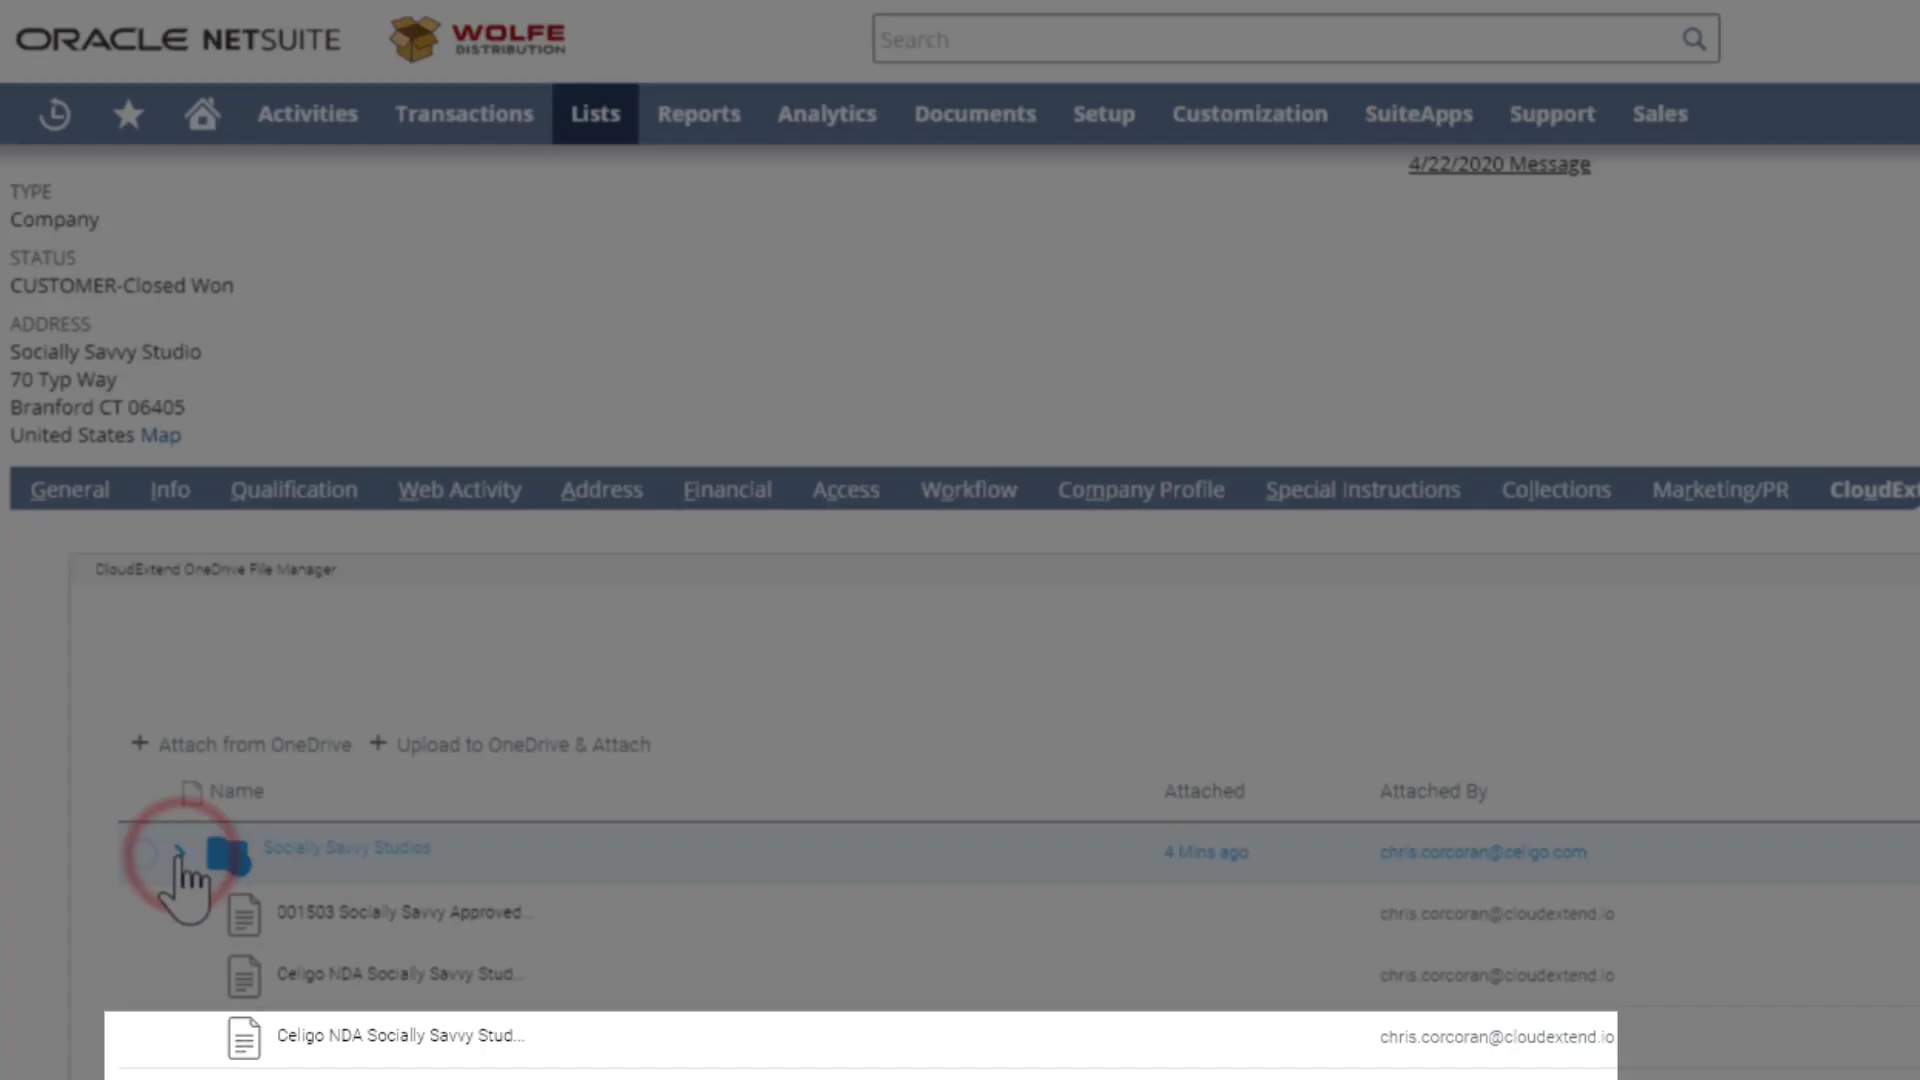 ORACLE NETSUITE
WOLFE
DISTRIBUTION
Search
Activities Transactions Lists Reports Analytics Documents Setup Customization SuiteApps Support Sales
4/22/2020 Message
TYPE
Company
STATUS
CUSTOMER-Closed Won
ADDRESS
Socially Savvy Studio
70 Typ Way
Branford CT 06405
United States Map
General Info Qualification Web Activity Address Financial Access Workflow Company Profile Special Instructions Collections Marketing/PR CloudExt
CloudExtend OneDrive File Manager
+ Attach from OneDrive + Upload to OneDrive & Attach
Name Attached Attached By
Socially Savvy Studios 4 Mins ago chris.corcoran@celigo.com
001503 Socially Savvy Approved... chris.corcoran@cloudextend.io
Celigo NDA Socially Savvy Stud... chris.corcoran@cloudextend.io
Celigo NDA Socially Savvy Stud... chris.corcoran@cloudextend.io